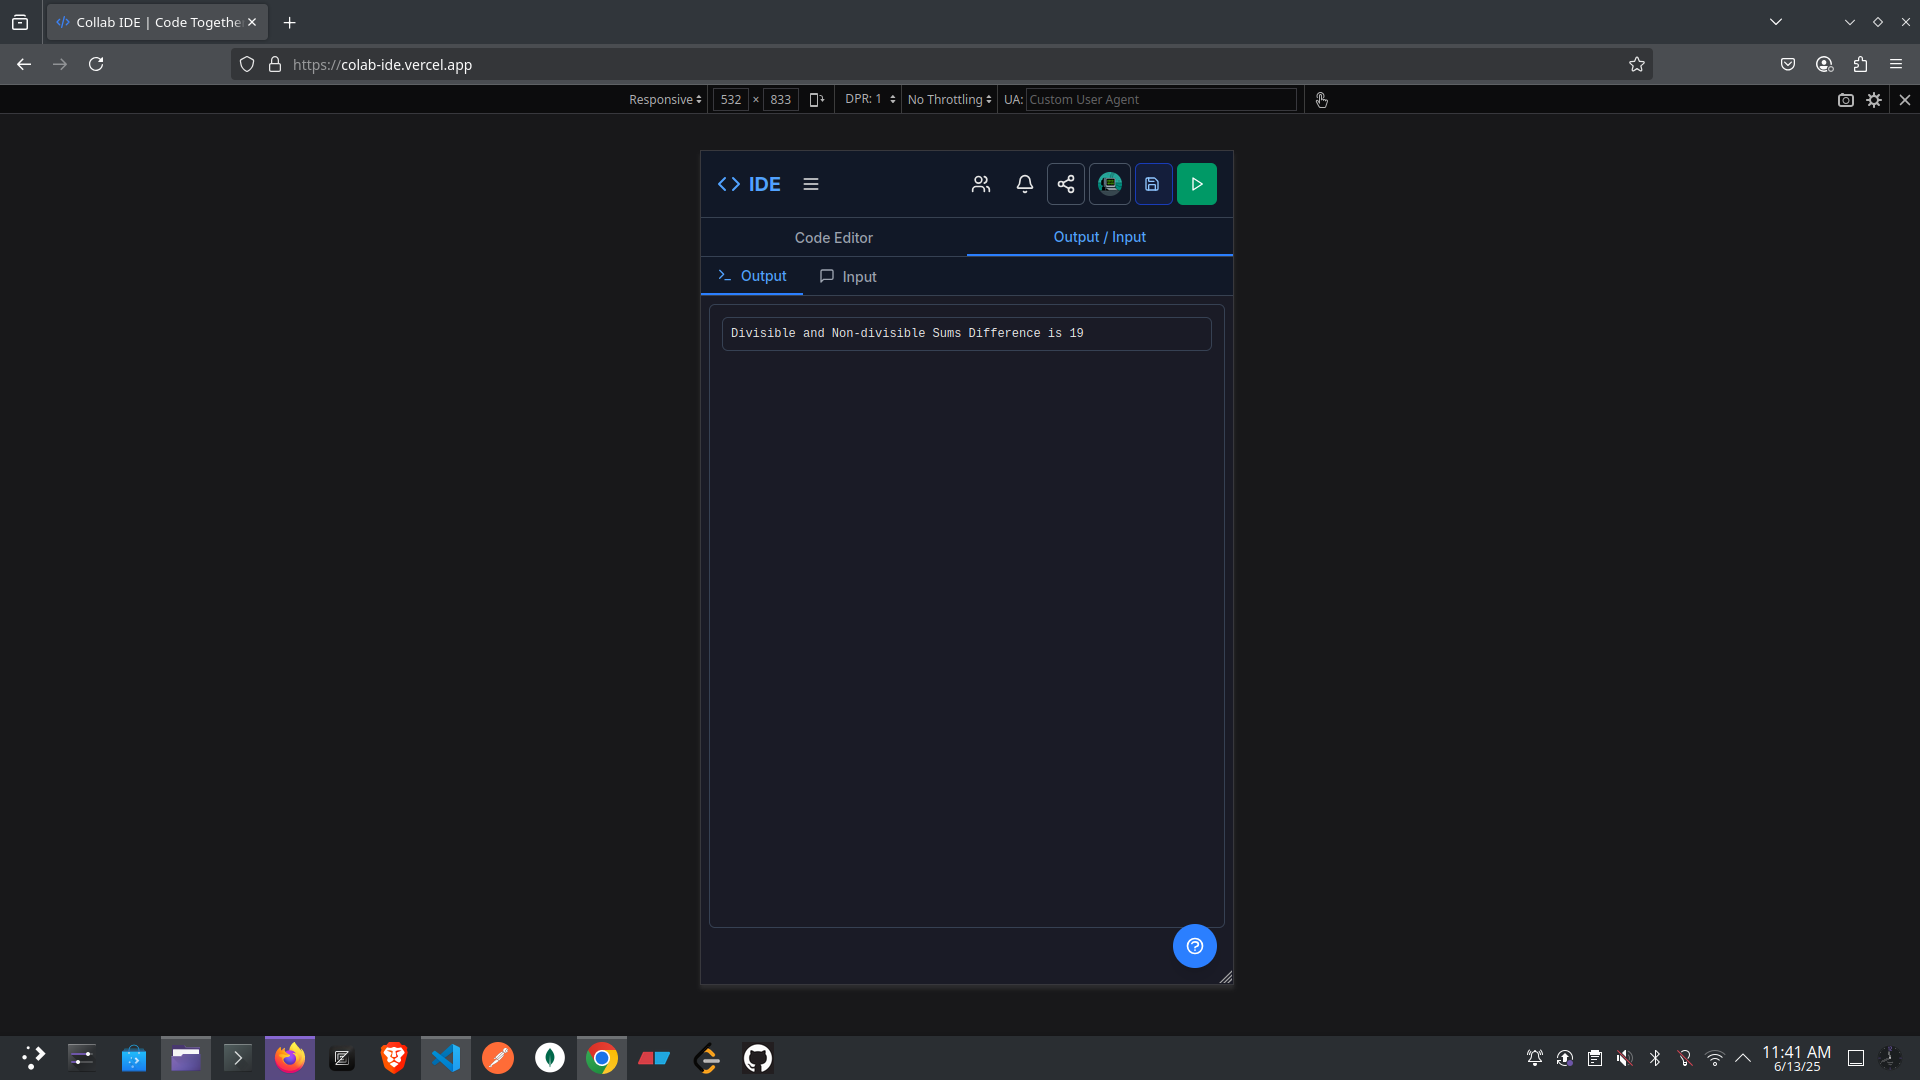 Collab IDE | Code Togethe
https://colab-ide.vercel.app
Responsive 532 × 833 DPR: 1 No Throttling UA: Custom User Agent
IDE
Code Editor Output / Input
Output Input
Divisible and Non-divisible Sums Difference is 19
11:41 AM
6/13/25